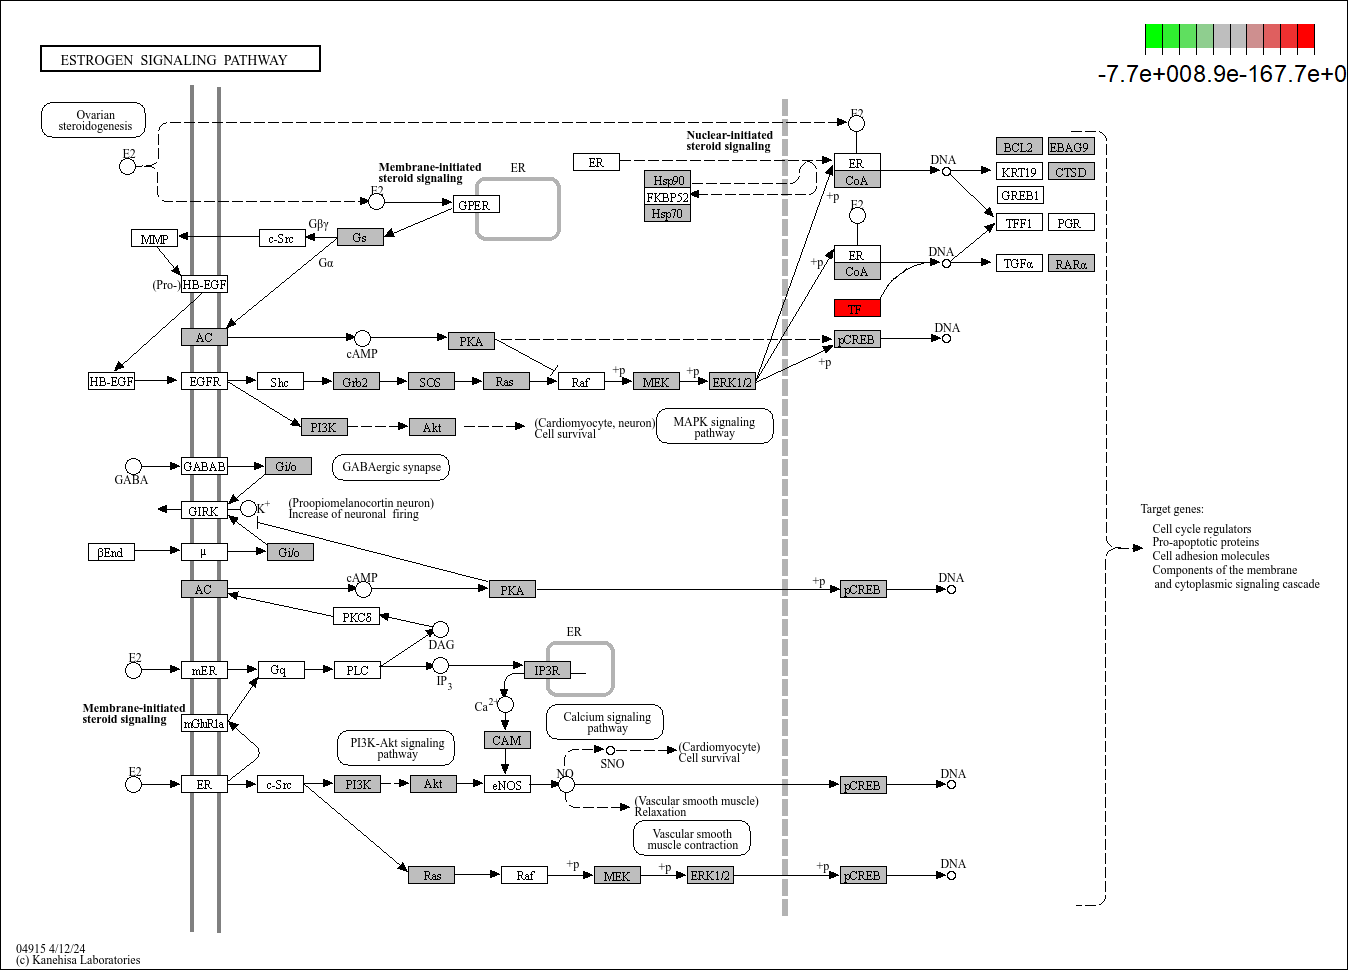 -7.7e+008.9e-167.7e+0
ESTROGEN SIGNALING PATHWAY
Ovarian
steroidogenesis
E2
E2
Nuclear-initiated
steroid signaling
Membrane-initiated
steroid signaling
ER
ER
ER
DNA
BCL2
EBAG9
KRT19
CTSD
Hsp90
CoA
FKBP52
Hsp70
+p
GREB1
E2
GPER
E2
TFF1
PGR
Gβγ
MMP
c-Src
Gs
Gα
ER
+p
CoA
DNA
TGFα
RARα
(Pro-)
HB-EGF
TF
AC
cAMP
PKA
pCREB
DNA
+p
HB-EGF
EGFR
Shc
Grb2
SOS
Ras
Raf
+p
MEK
+p
ERK1/2
PI3K
Akt
(Cardiomyocyte, neuron)
Cell survival
MAPK signaling
pathway
GABA
GABAB
Gi/o
GABAergic synapse
GIRK
K+
(Propiomelanocortin neuron)
Increase of neuronal firing
βEnd
μ
Gi/o
Target genes:
Cell cycle regulators
Pro-apoptotic proteins
Cell adhesion molecules
Components of the membrane
and cytoplasmic signaling cascade
AC
cAMP
PKA
+p
pCREB
DNA
PKCδ
DAG
ER
E2
mER
Gq
PLC
IP3
IP3R
Ca2+
Membrane-initiated
steroid signaling
mGluR1a
Calcium signaling
pathway
PI3K-Akt signaling
pathway
CAM
(Cardiomyocyte)
Cell survival
SNO
E2
ER
c-Src
PI3K
Akt
eNOS
NO
pCREB
DNA
(Vascular smooth muscle)
Relaxation
Vascular smooth
muscle contraction
Ras
Raf
+p
MEK
+p
ERK1/2
+p
pCREB
DNA
04915 4/12/24
(c) Kanehisa Laboratories